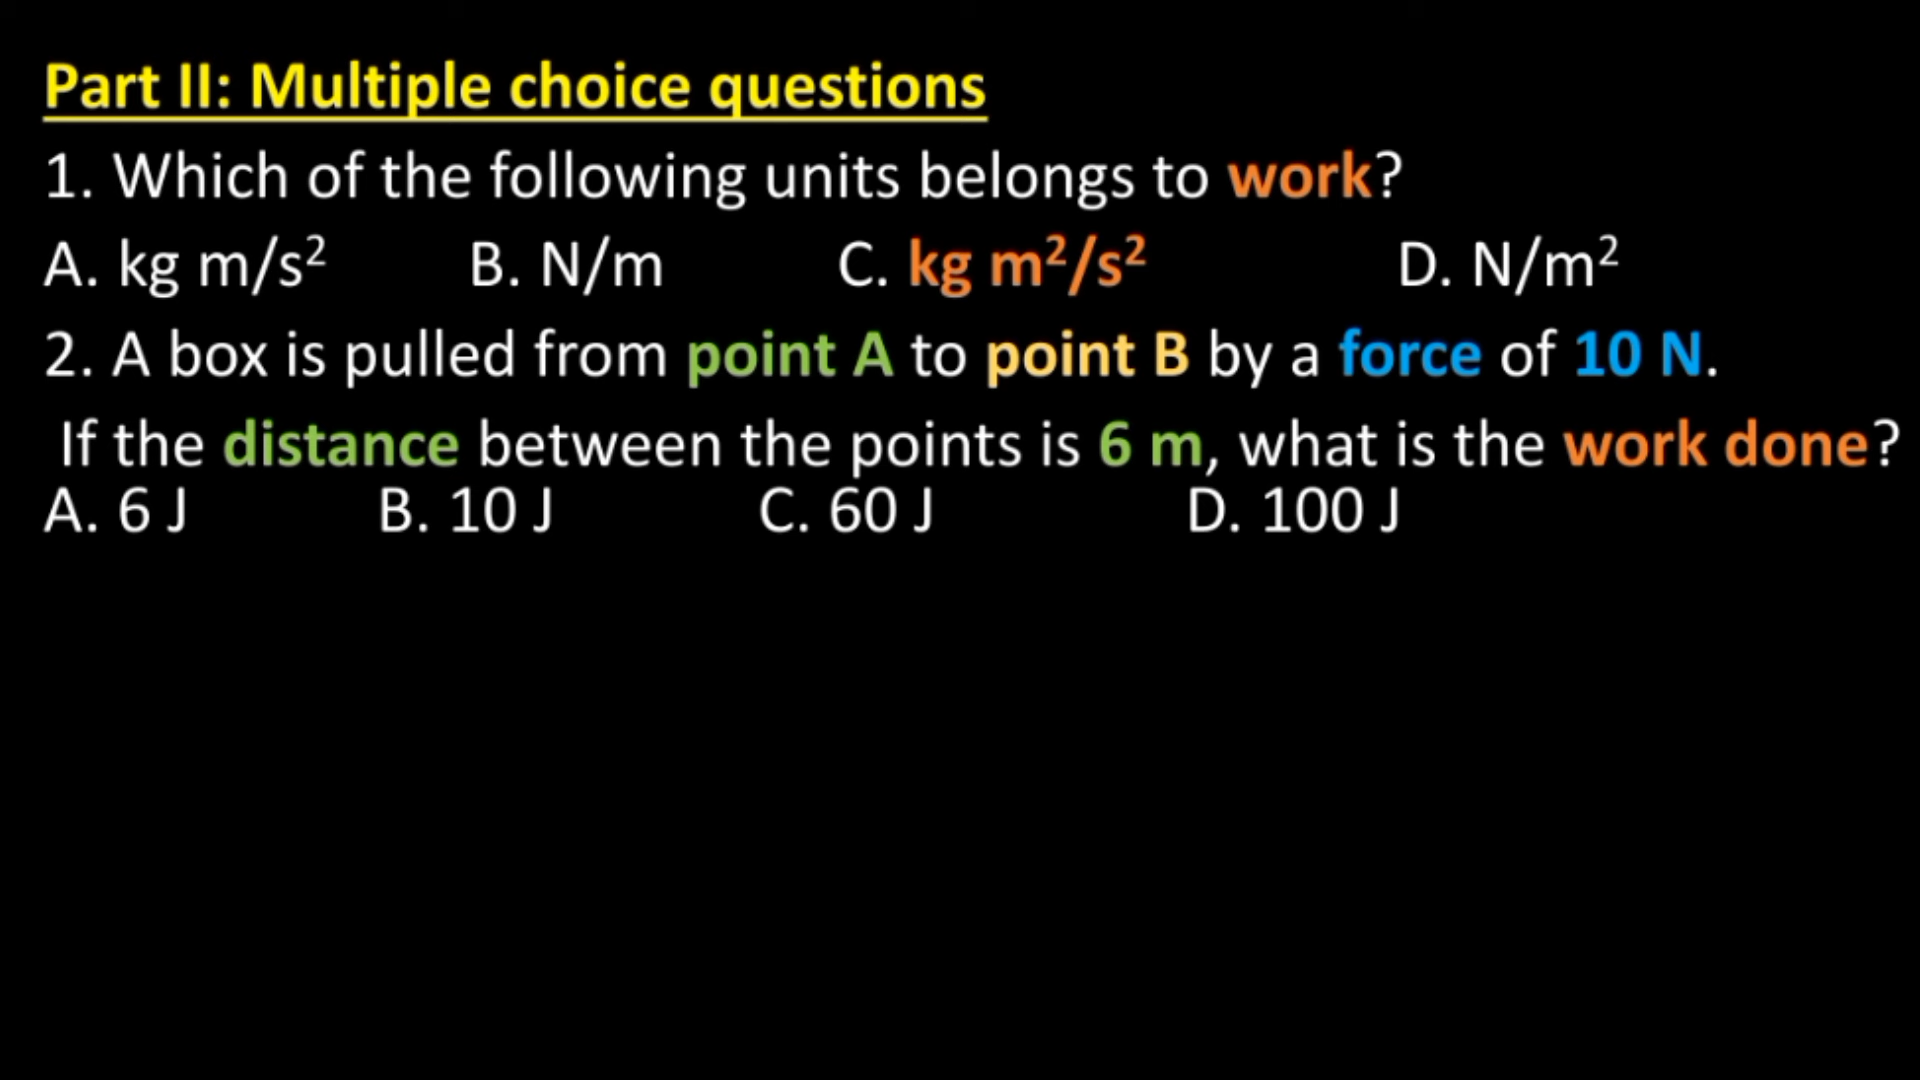 Part II: Multiple choice questions
1. Which of the following units belongs to work?
A. kg m/s² B. N/m C. kg m²/s² D. N/m²
2. A box is pulled from point A to point B by a force of 10 N.
If the distance between the points is 6 m, what is the work done?
A. 6 J B. 10 J C. 60 J D. 100 J